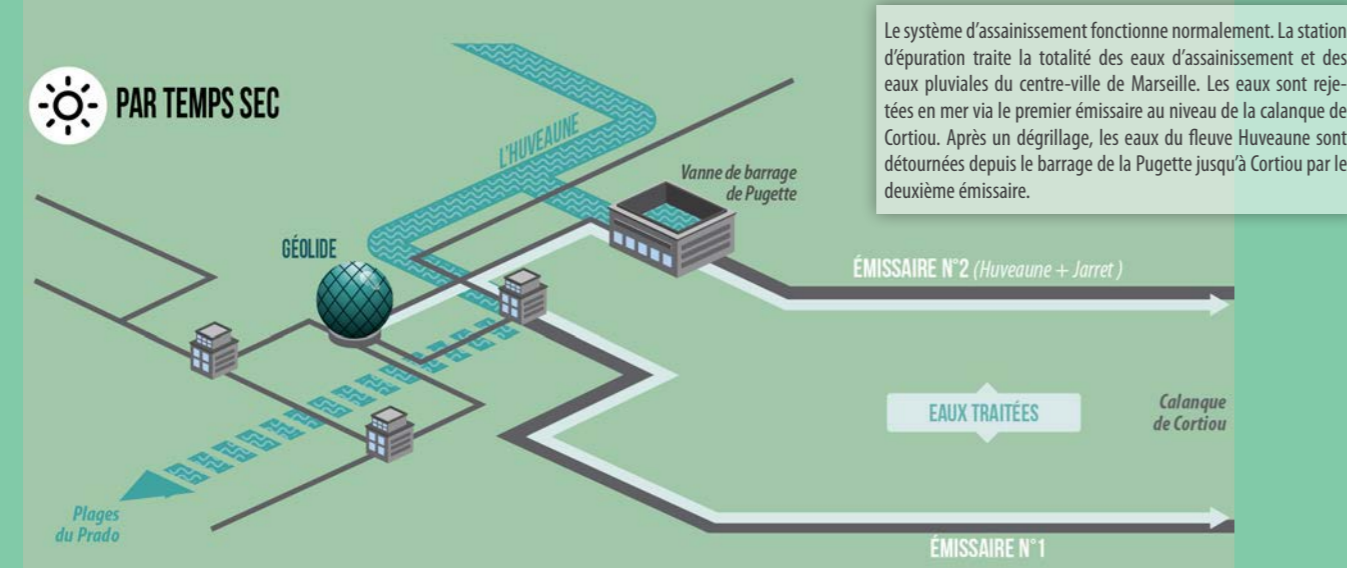 PAR TEMPS SEC
Le système d'assainissement fonctionne normalement. La station
d'épuration traite la totalité des eaux d'assainissement et des
eaux pluviales du centre-ville de Marseille. Les eaux sont reje-
tées en mer via le premier émissaire au niveau de la calanque de
Cortiou. Après un dégrillage, les eaux du fleuve Huveaune sont
détournées depuis le barrage de la Pugette jusqu'à Cortiou par le
deuxième émissaire.
L'HUVEAUNE
Vanne de barrage
de Pugette
GÉOLIDE
ÉMISSAIRE N°2 (Huveaune + Jarret )
EAUX TRAITÉES
Calanque
de Cortiou
Plages
du Prado
ÉMISSAIRE N°1